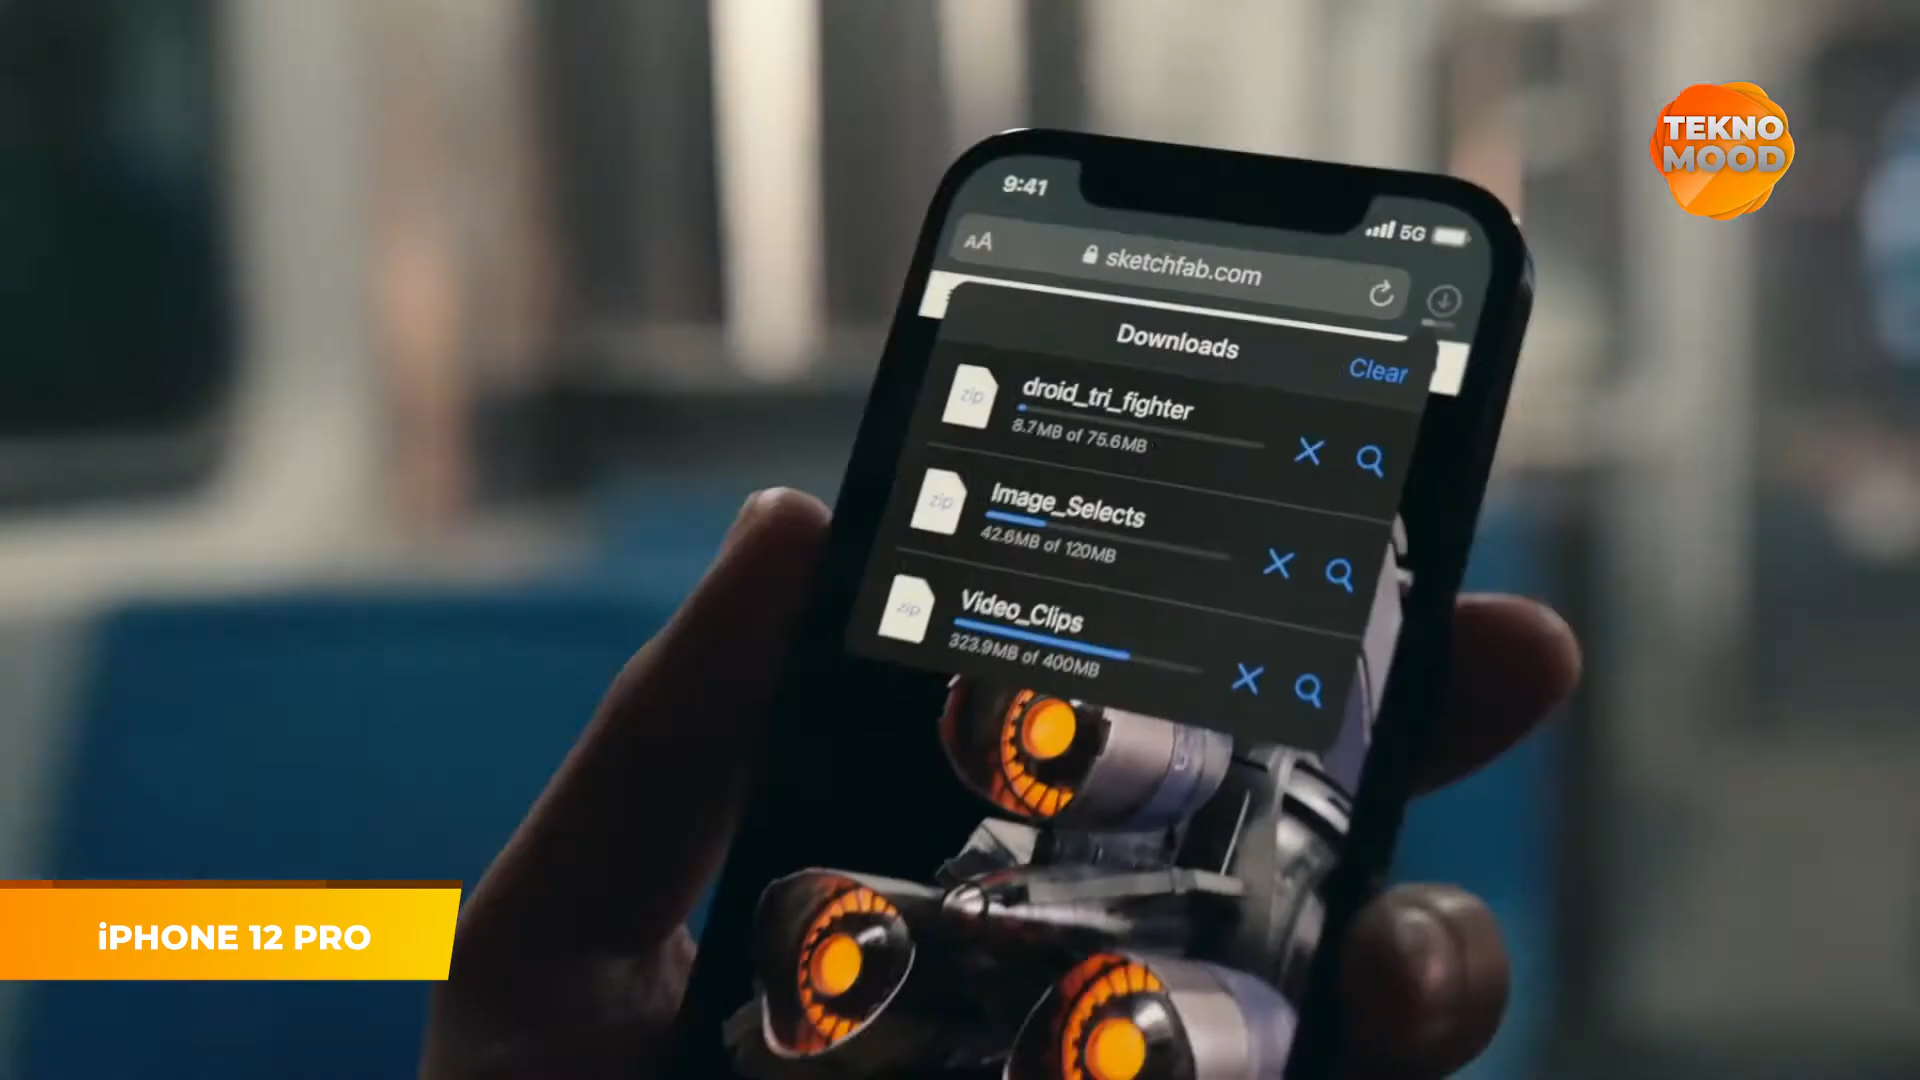 TEKNO
MOOD
9:41
5G
AA
sketchfab.com
Downloads
Clear
zip
droid_tri_fighter
8.7MB of 75.6MB
zip
Image_Selects
42.6MB of 120MB
zip
Video_Clips
323.9MB of 400MB
iPHONE 12 PRO